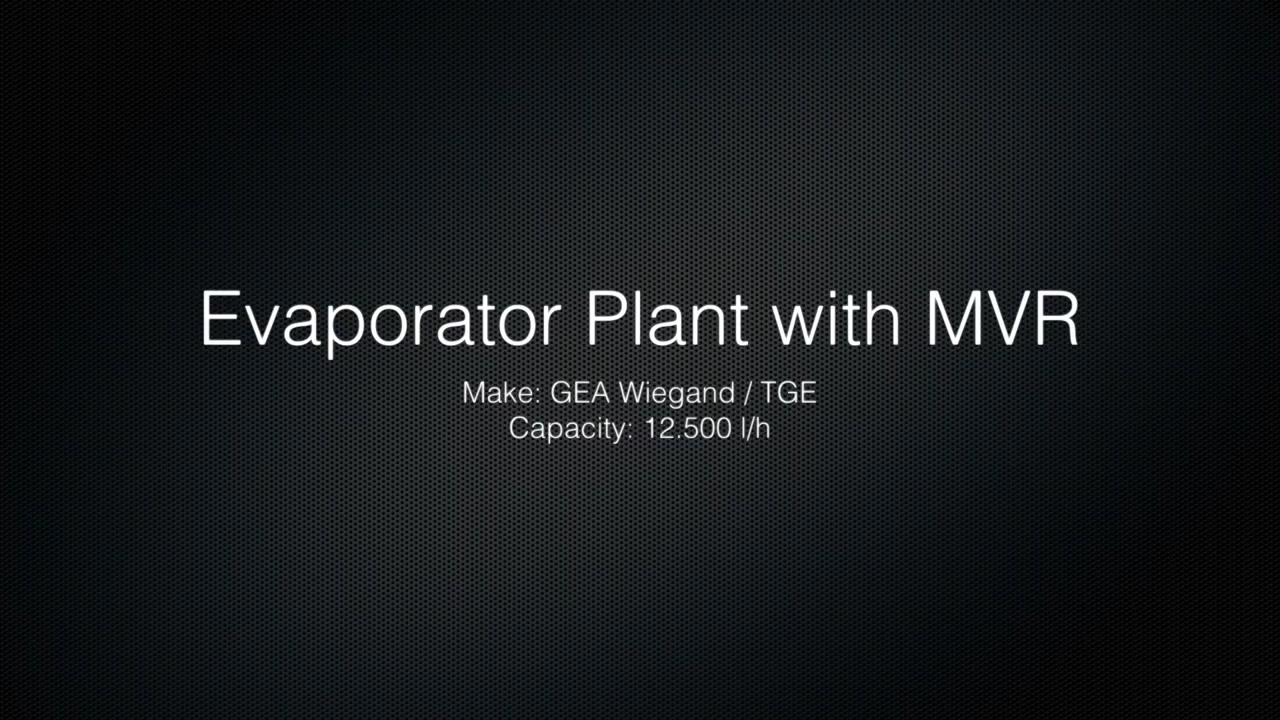 Evaporator Plant with MVR
Make: GEA Wiegand / TGE
Capacity: 12.500 l/h